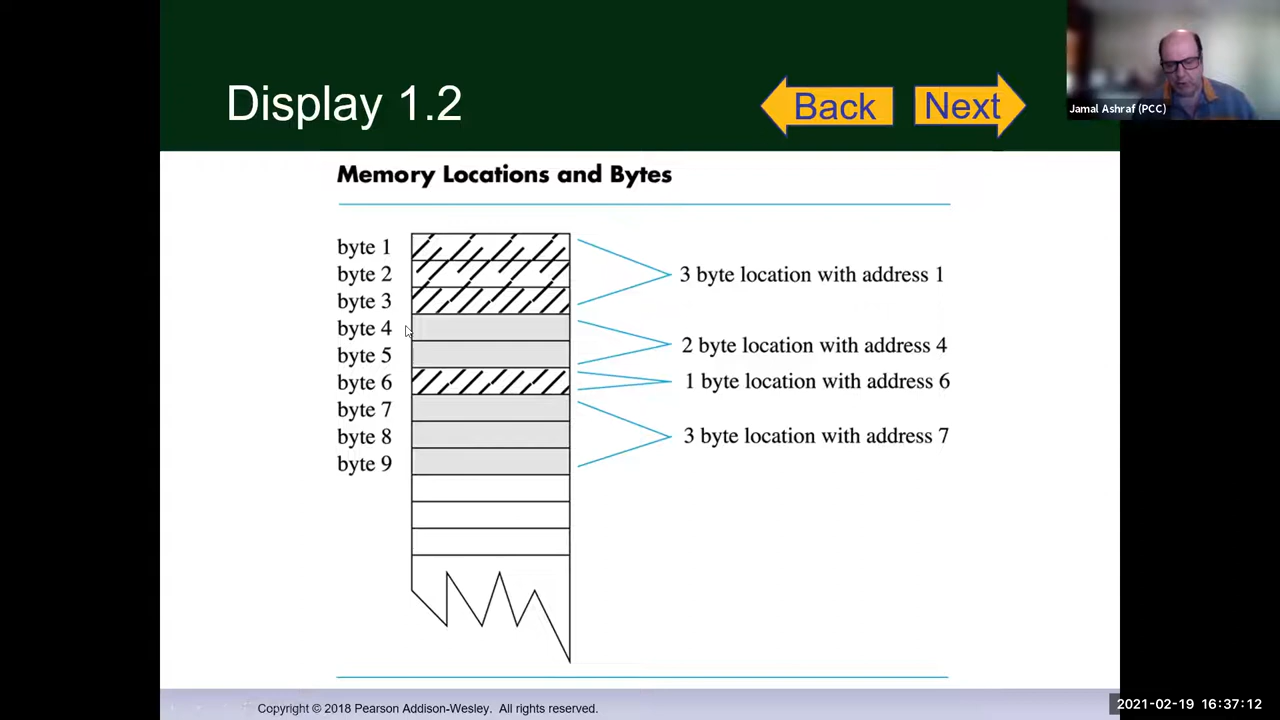 Display 1.2
Back
Next
Jamal Ashraf (PCC)
Memory Locations and Bytes
byte 1
byte 2
byte 3
byte 4
byte 5
byte 6
byte 7
byte 8
byte 9
3 byte location with address 1
2 byte location with address 4
1 byte location with address 6
3 byte location with address 7
Copyright © 2018 Pearson Addison-Wesley. All rights reserved.
2021-02-19 16:37:12